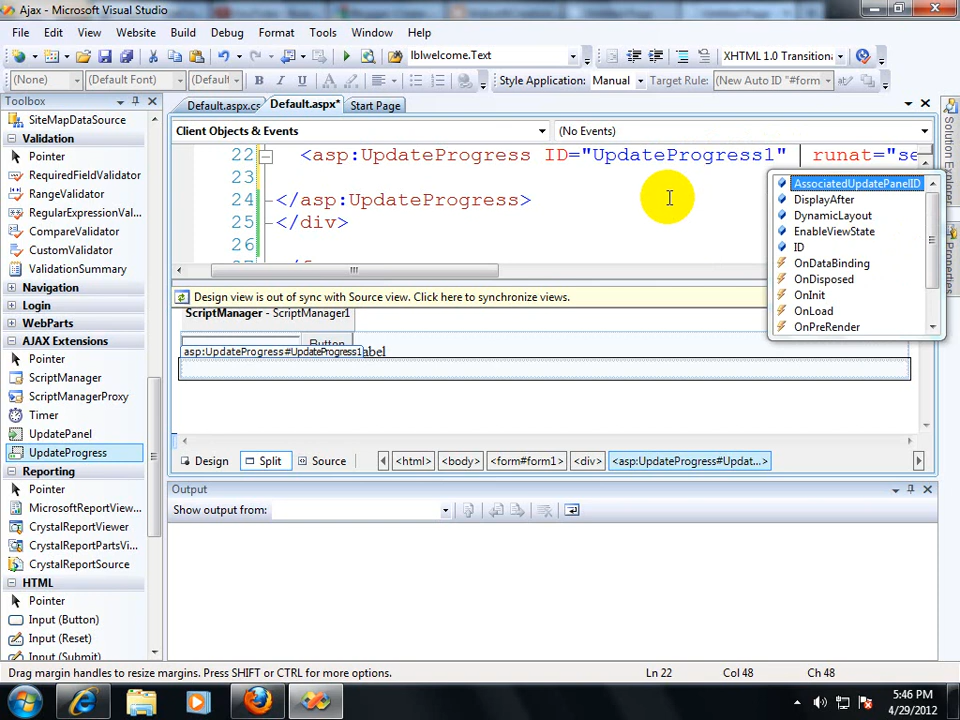 Ajax - Microsoft Visual Studio
File Edit View Website Build Debug Format Tools Window Help
lblwelcome.Text
XHTML 1.0 Transition
(None) (Default Font) (Default B I U A Style Application: Manual Target Rule: (New Auto ID "#form
Toolbox
Default.aspx.cs Default.aspx* Start Page
Client Objects & Events (No Events)
SiteMapDataSource
Validation
Pointer
RequiredFieldValidator
RangeValidator
RegularExpressionVal...
CompareValidator
CustomValidator
ValidationSummary
Navigation
Login
WebParts
AJAX Extensions
Pointer
ScriptManager
ScriptManagerProxy
Timer
UpdatePanel
UpdateProgress
Reporting
Pointer
MicrosoftReportView...
CrystalReportViewer
CrystalReportPartsVi...
CrystalReportSource
HTML
Pointer
Input (Button)
Input (Reset)
Input (Submit)
22 <asp:UpdateProgress ID="UpdateProgress1" runat="se
23
24 </asp:UpdateProgress>
25 </div>
26
AssociatedUpdatePanelID
DisplayAfter
DynamicLayout
EnableViewState
ID
OnDataBinding
OnDisposed
OnInit
OnLoad
OnPreRender
Design view is out of sync with Source view. Click here to synchronize views.
ScriptManager - ScriptManager1
Button
asp:UpdateProgress#UpdateProgress1 abel
Design Split Source <html> <body> <form#form1> <div> <asp:UpdateProgress#Updat...>
Output
Show output from:
Solution Explorer
Properties
Drag margin handles to resize margins. Press SHIFT or CTRL for more options. Ln 22 Col 48 Ch 48
5:46 PM
4/29/2012